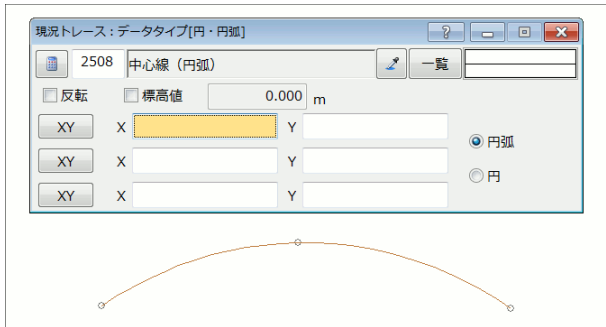 現況トレース：データタイプ[円・円弧]
2508 中心線（円弧） 一覧
反転 標高値 0.000 m
XY X Y
円弧
XY X Y
円
XY X Y